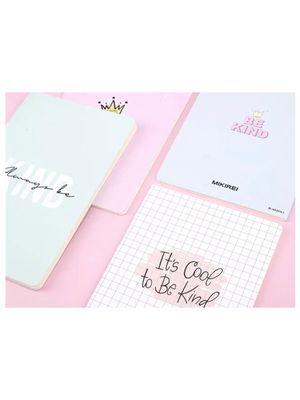 BE
KIND
MIKIREI
KIND
Always be
It's Cool
to Be Kind